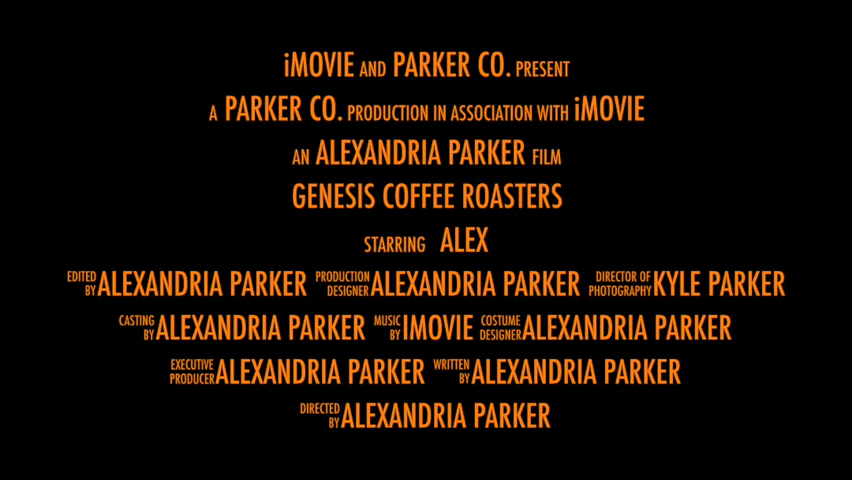 iMOVIE AND PARKER CO. PRESENT
A PARKER CO. PRODUCTION IN ASSOCIATION WITH iMOVIE
AN ALEXANDRIA PARKER FILM
GENESIS COFFEE ROASTERS
STARRING ALEX
EDITED BY ALEXANDRIA PARKER PRODUCTION DESIGNER ALEXANDRIA PARKER DIRECTOR OF PHOTOGRAPHY KYLE PARKER
CASTING BY ALEXANDRIA PARKER MUSIC BY IMOVIE COSTUME DESIGNER ALEXANDRIA PARKER
EXECUTIVE PRODUCER ALEXANDRIA PARKER WRITTEN BY ALEXANDRIA PARKER
DIRECTED BY ALEXANDRIA PARKER